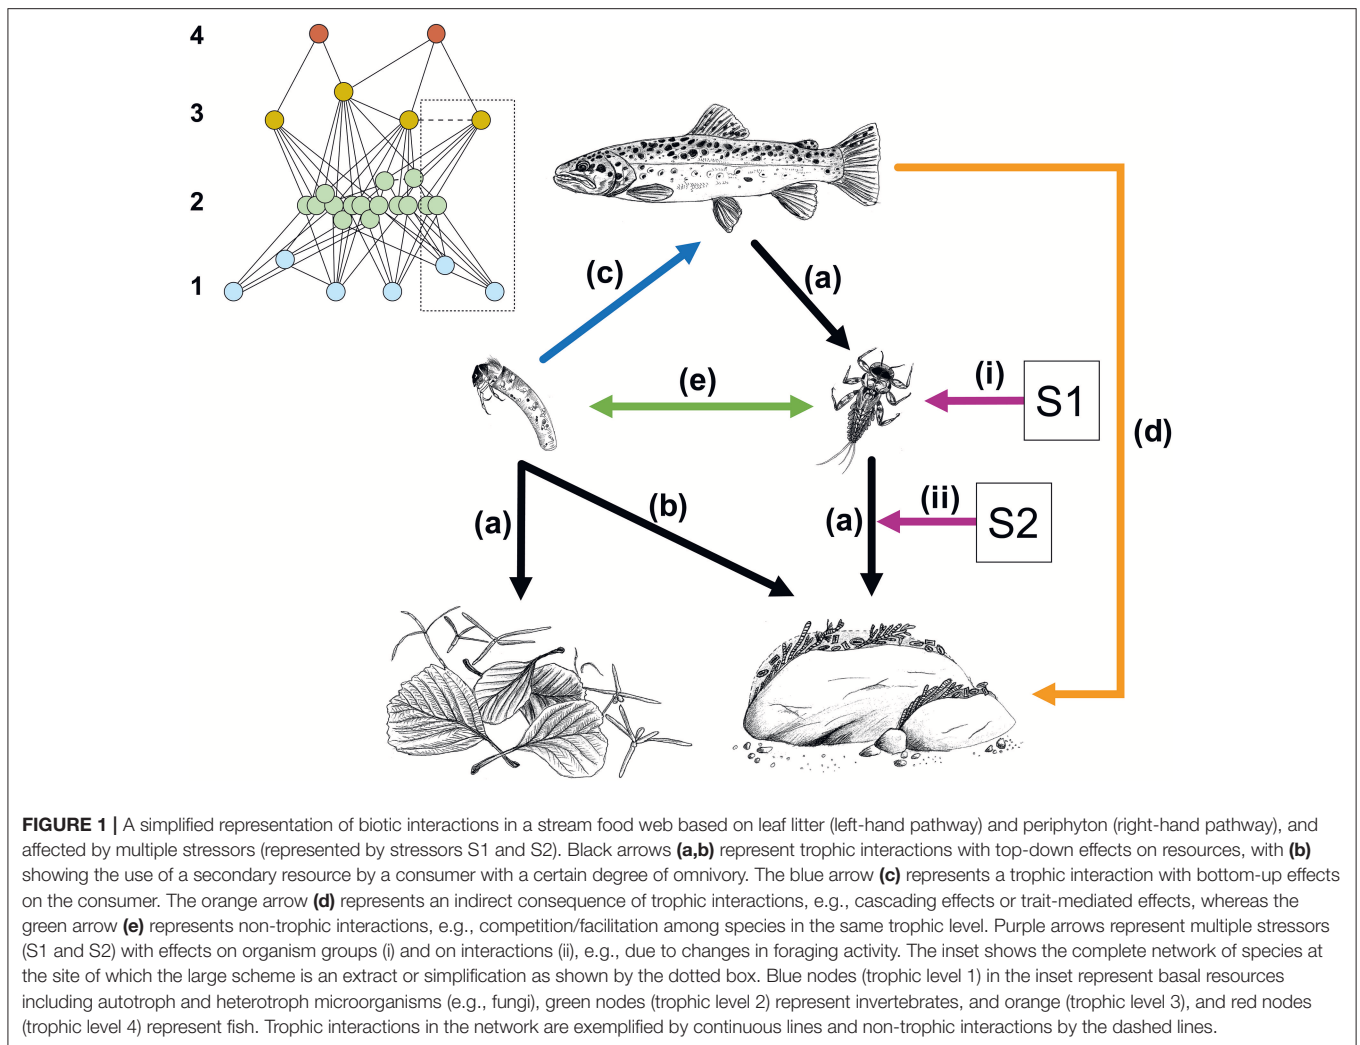 4
3
2
1
(c)
(a)
(e)
(i)
S1
(d)
(a)
(b)
(a)
(ii)
S2
FIGURE 1 | A simplified representation of biotic interactions in a stream food web based on leaf litter (left-hand pathway) and periphyton (right-hand pathway), and
affected by multiple stressors (represented by stressors S1 and S2). Black arrows (a,b) represent trophic interactions with top-down effects on resources, with (b)
showing the use of a secondary resource by a consumer with a certain degree of omnivory. The blue arrow (c) represents a trophic interaction with bottom-up effects
on the consumer. The orange arrow (d) represents an indirect consequence of trophic interactions, e.g., cascading effects or trait-mediated effects, whereas the
green arrow (e) represents non-trophic interactions, e.g., competition/facilitation among species in the same trophic level. Purple arrows represent multiple stressors
(S1 and S2) with effects on organism groups (i) and on interactions (ii), e.g., due to changes in foraging activity. The inset shows the complete network of species at
the site of which the large scheme is an extract or simplification as shown by the dotted box. Blue nodes (trophic level 1) in the inset represent basal resources
including autotroph and heterotroph microorganisms (e.g., fungi), green nodes (trophic level 2) represent invertebrates, and orange (trophic level 3), and red nodes
(trophic level 4) represent fish. Trophic interactions in the network are exemplified by continuous lines and non-trophic interactions by the dashed lines.